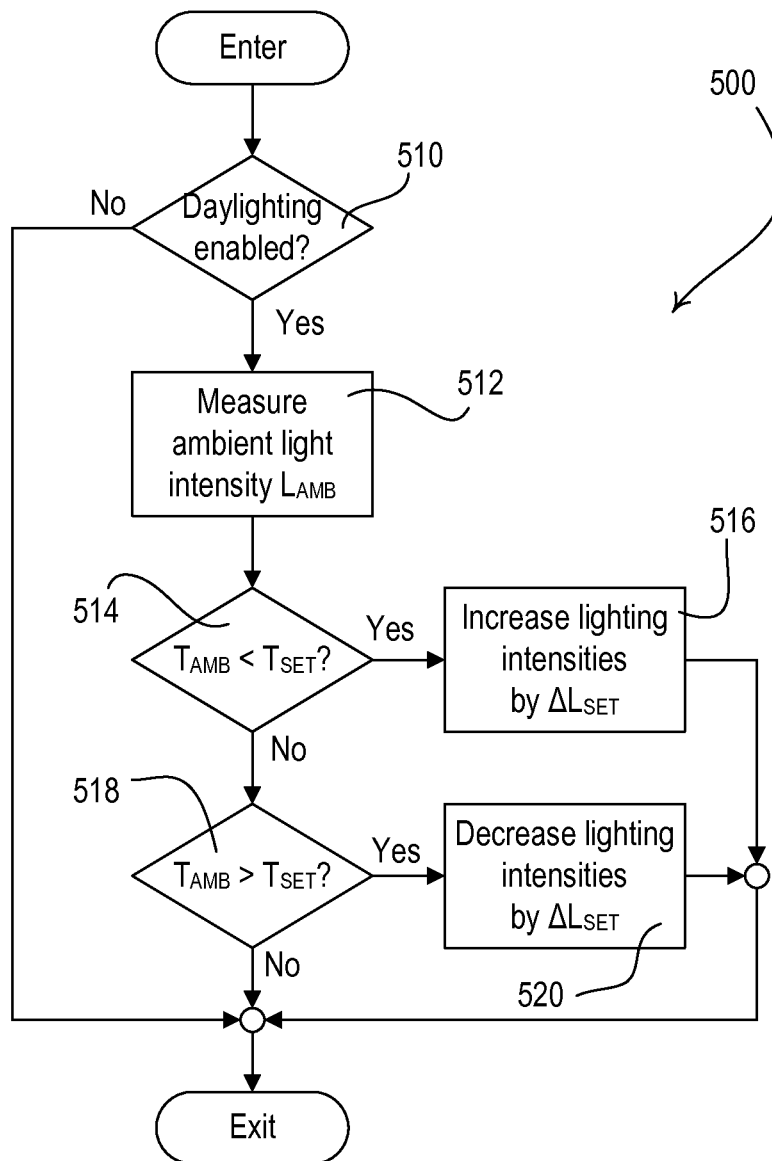 Enter
500
510
No
Daylighting
enabled?
Yes
512
Measure
ambient light
intensity LAMB
516
514
Yes
TAMB < TSET?
Increase lighting
intensities
by ΔLSET
No
518
Yes
TAMB > TSET?
Decrease lighting
intensities
by ΔLSET
No
520
Exit